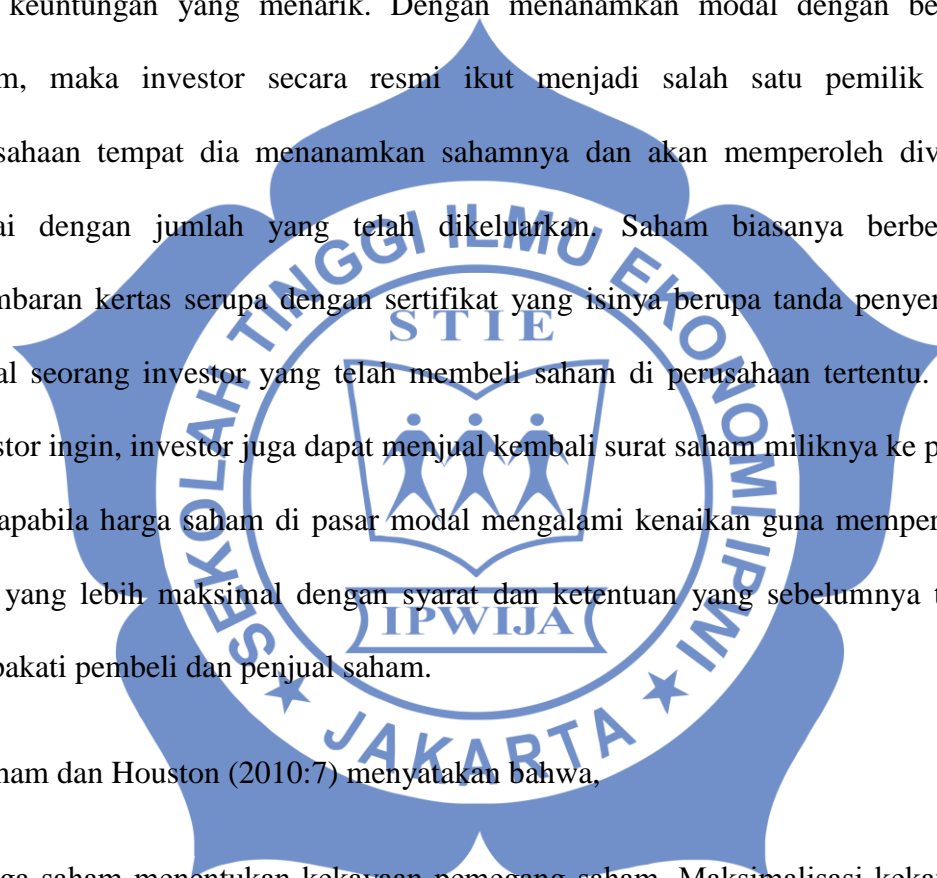 keuntungan yang menarik. Dengan menanamkan modal dengan be
m, maka investor secara resmi ikut menjadi salah satu pemilik
sahaan tempat dia menanamkan sahamnya dan akan memperoleh div
ai dengan jumlah yang telah dikeluarkan. Saham biasanya berbe
mbaran kertas serupa dengan sertifikat yang isinya berupa tanda penyer
al seorang investor yang telah membeli saham di perusahaan tertentu.
stor ingin, investor juga dapat menjual kembali surat saham miliknya ke p
apabila harga saham di pasar modal mengalami kenaikan guna memper
yang lebih maksimal dengan syarat dan ketentuan yang sebelumnya t
pakati pembeli dan penjual saham.
ham dan Houston (2010:7) menyatakan bahwa,
ga saham menentukan kekayaan pemegang saham. Maksimalisasi keka
SEKOLAH TINGGI ILMU EKONOMI IPWI
STIE
IPWIJA
★ JAKARTA ★